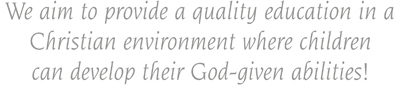 We aim to provide a quality education in a
Christian environment where children
can develop their God-given abilities!